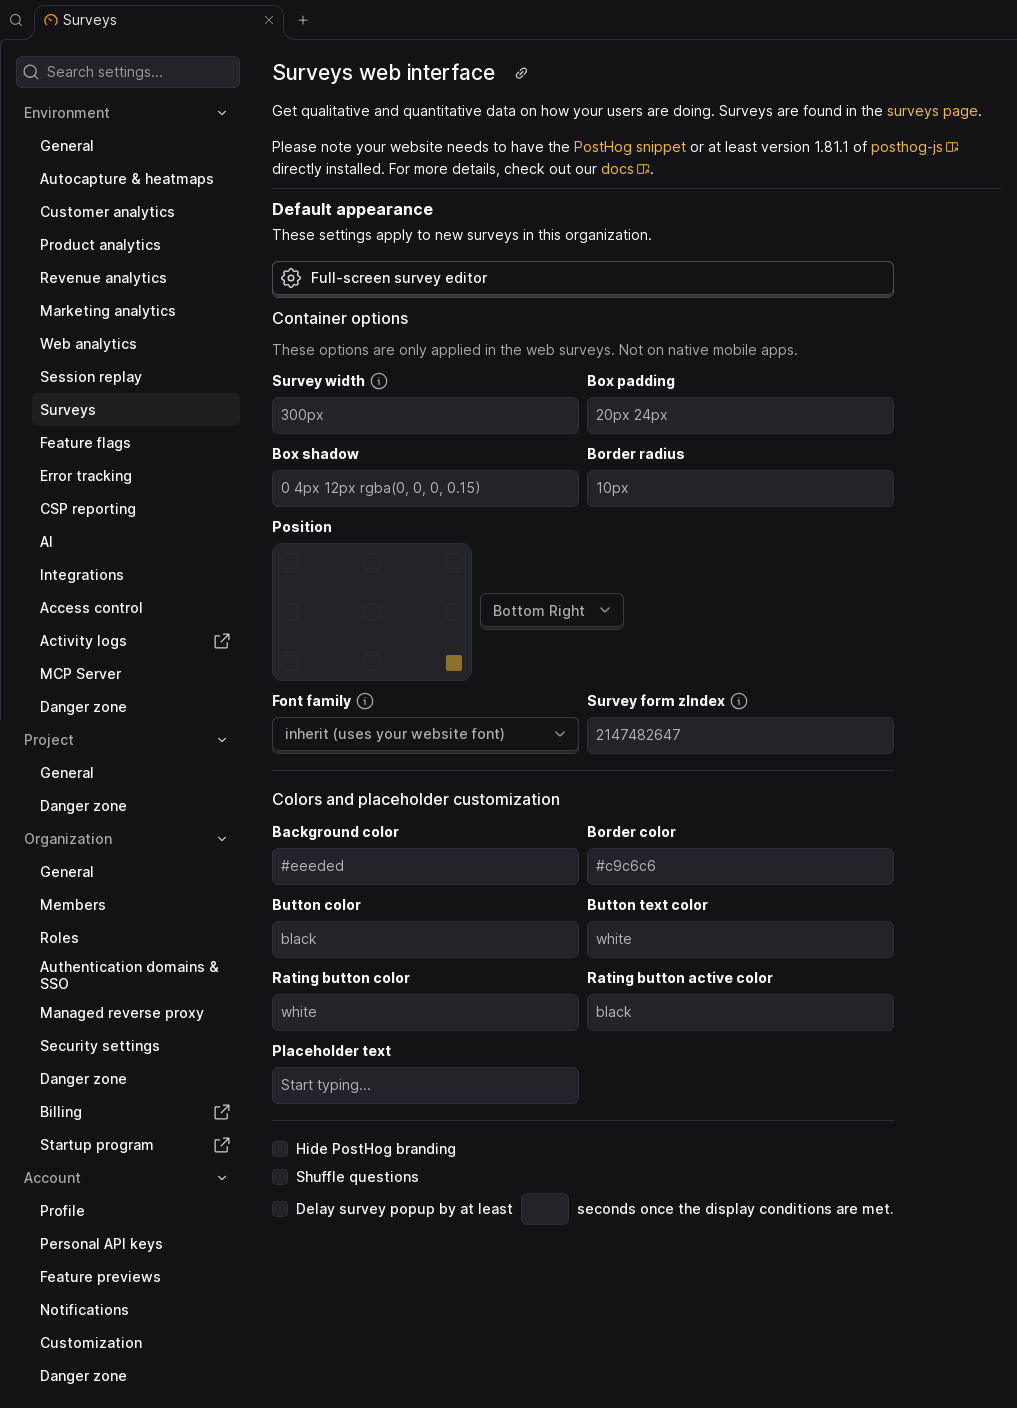 Surveys
Search settings...
Environment
General
Autocapture & heatmaps
Customer analytics
Product analytics
Revenue analytics
Marketing analytics
Web analytics
Session replay
Surveys
Feature flags
Error tracking
CSP reporting
AI
Integrations
Access control
Activity logs
MCP Server
Danger zone
Project
General
Danger zone
Organization
General
Members
Roles
Authentication domains &
SSO
Managed reverse proxy
Security settings
Danger zone
Billing
Startup program
Account
Profile
Personal API keys
Feature previews
Notifications
Customization
Danger zone
Surveys web interface
Get qualitative and quantitative data on how your users are doing. Surveys are found in the surveys page.
Please note your website needs to have the PostHog snippet or at least version 1.81.1 of posthog-js
directly installed. For more details, check out our docs.
Default appearance
These settings apply to new surveys in this organization.
Full-screen survey editor
Container options
These options are only applied in the web surveys. Not on native mobile apps.
Survey width
Box padding
300px
20px 24px
Box shadow
Border radius
0 4px 12px rgba(0, 0, 0, 0.15)
10px
Position
Bottom Right
Font family
Survey form zIndex
inherit (uses your website font)
2147482647
Colors and placeholder customization
Background color
Border color
#eeeded
#c9c6c6
Button color
Button text color
black
white
Rating button color
Rating button active color
white
black
Placeholder text
Start typing...
Hide PostHog branding
Shuffle questions
Delay survey popup by at least seconds once the display conditions are met.